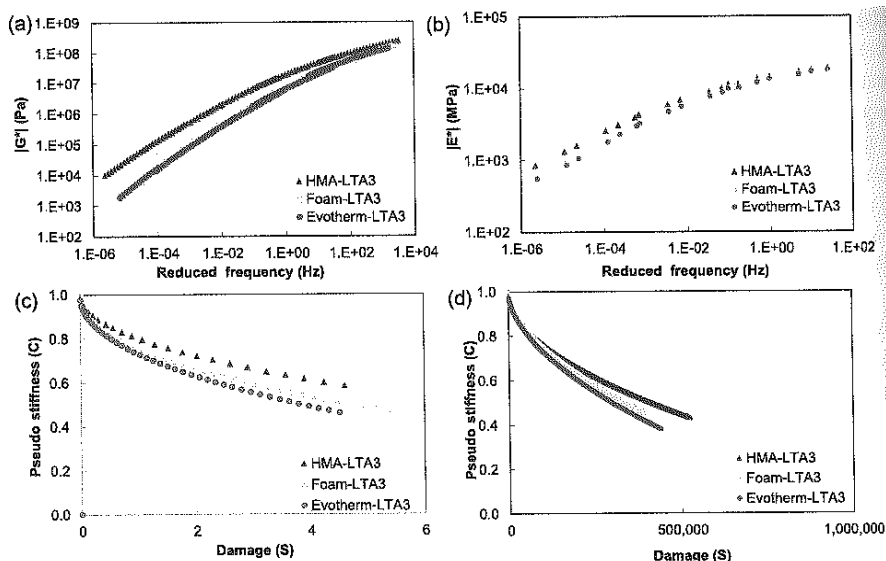 (a)
1.E+09
1.E+08
1.E+07
1.E+06
1.E+05
1.E+04
1.E+03
1.E+02
|G*| (Pa)
HMA-LTA3
Foam-LTA3
Evotherm-LTA3
1.E-06 1.E-04 1.E-02 1.E+00 1.E+02 1.E+04
Reduced frequency (Hz)
(b)
1.E+05
1.E+04
1.E+03
1.E+02
|E*| (MPa)
HMA-LTA3
Foam-LTA3
Evotherm-LTA3
1.E-06 1.E-04 1.E-02 1.E+00 1.E+02
Reduced frequency (Hz)
(c)
1.0
0.8
0.6
0.4
0.2
0.0
Pseudo stiffness (C)
HMA-LTA3
Foam-LTA3
Evotherm-LTA3
0 2 4 6
Damage (S)
(d)
1.0
0.8
0.6
0.4
0.2
0.0
Pseudo stiffness (C)
HMA-LTA3
Foam-LTA3
Evotherm-LTA3
0 500,000 1,000,000
Damage (S)